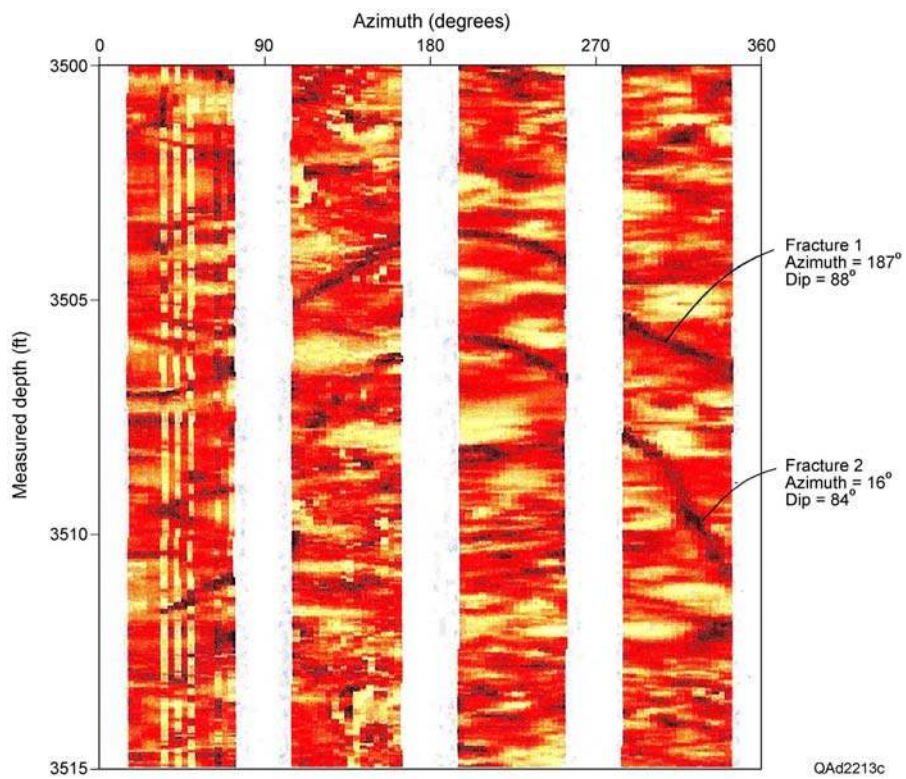 Azimuth (degrees)
0 90 180 270 360
3500
3505
3510
3515
Measured depth (ft)
Fracture 1
Azimuth = 187°
Dip = 88°
Fracture 2
Azimuth = 16°
Dip = 84°
QAd2213c